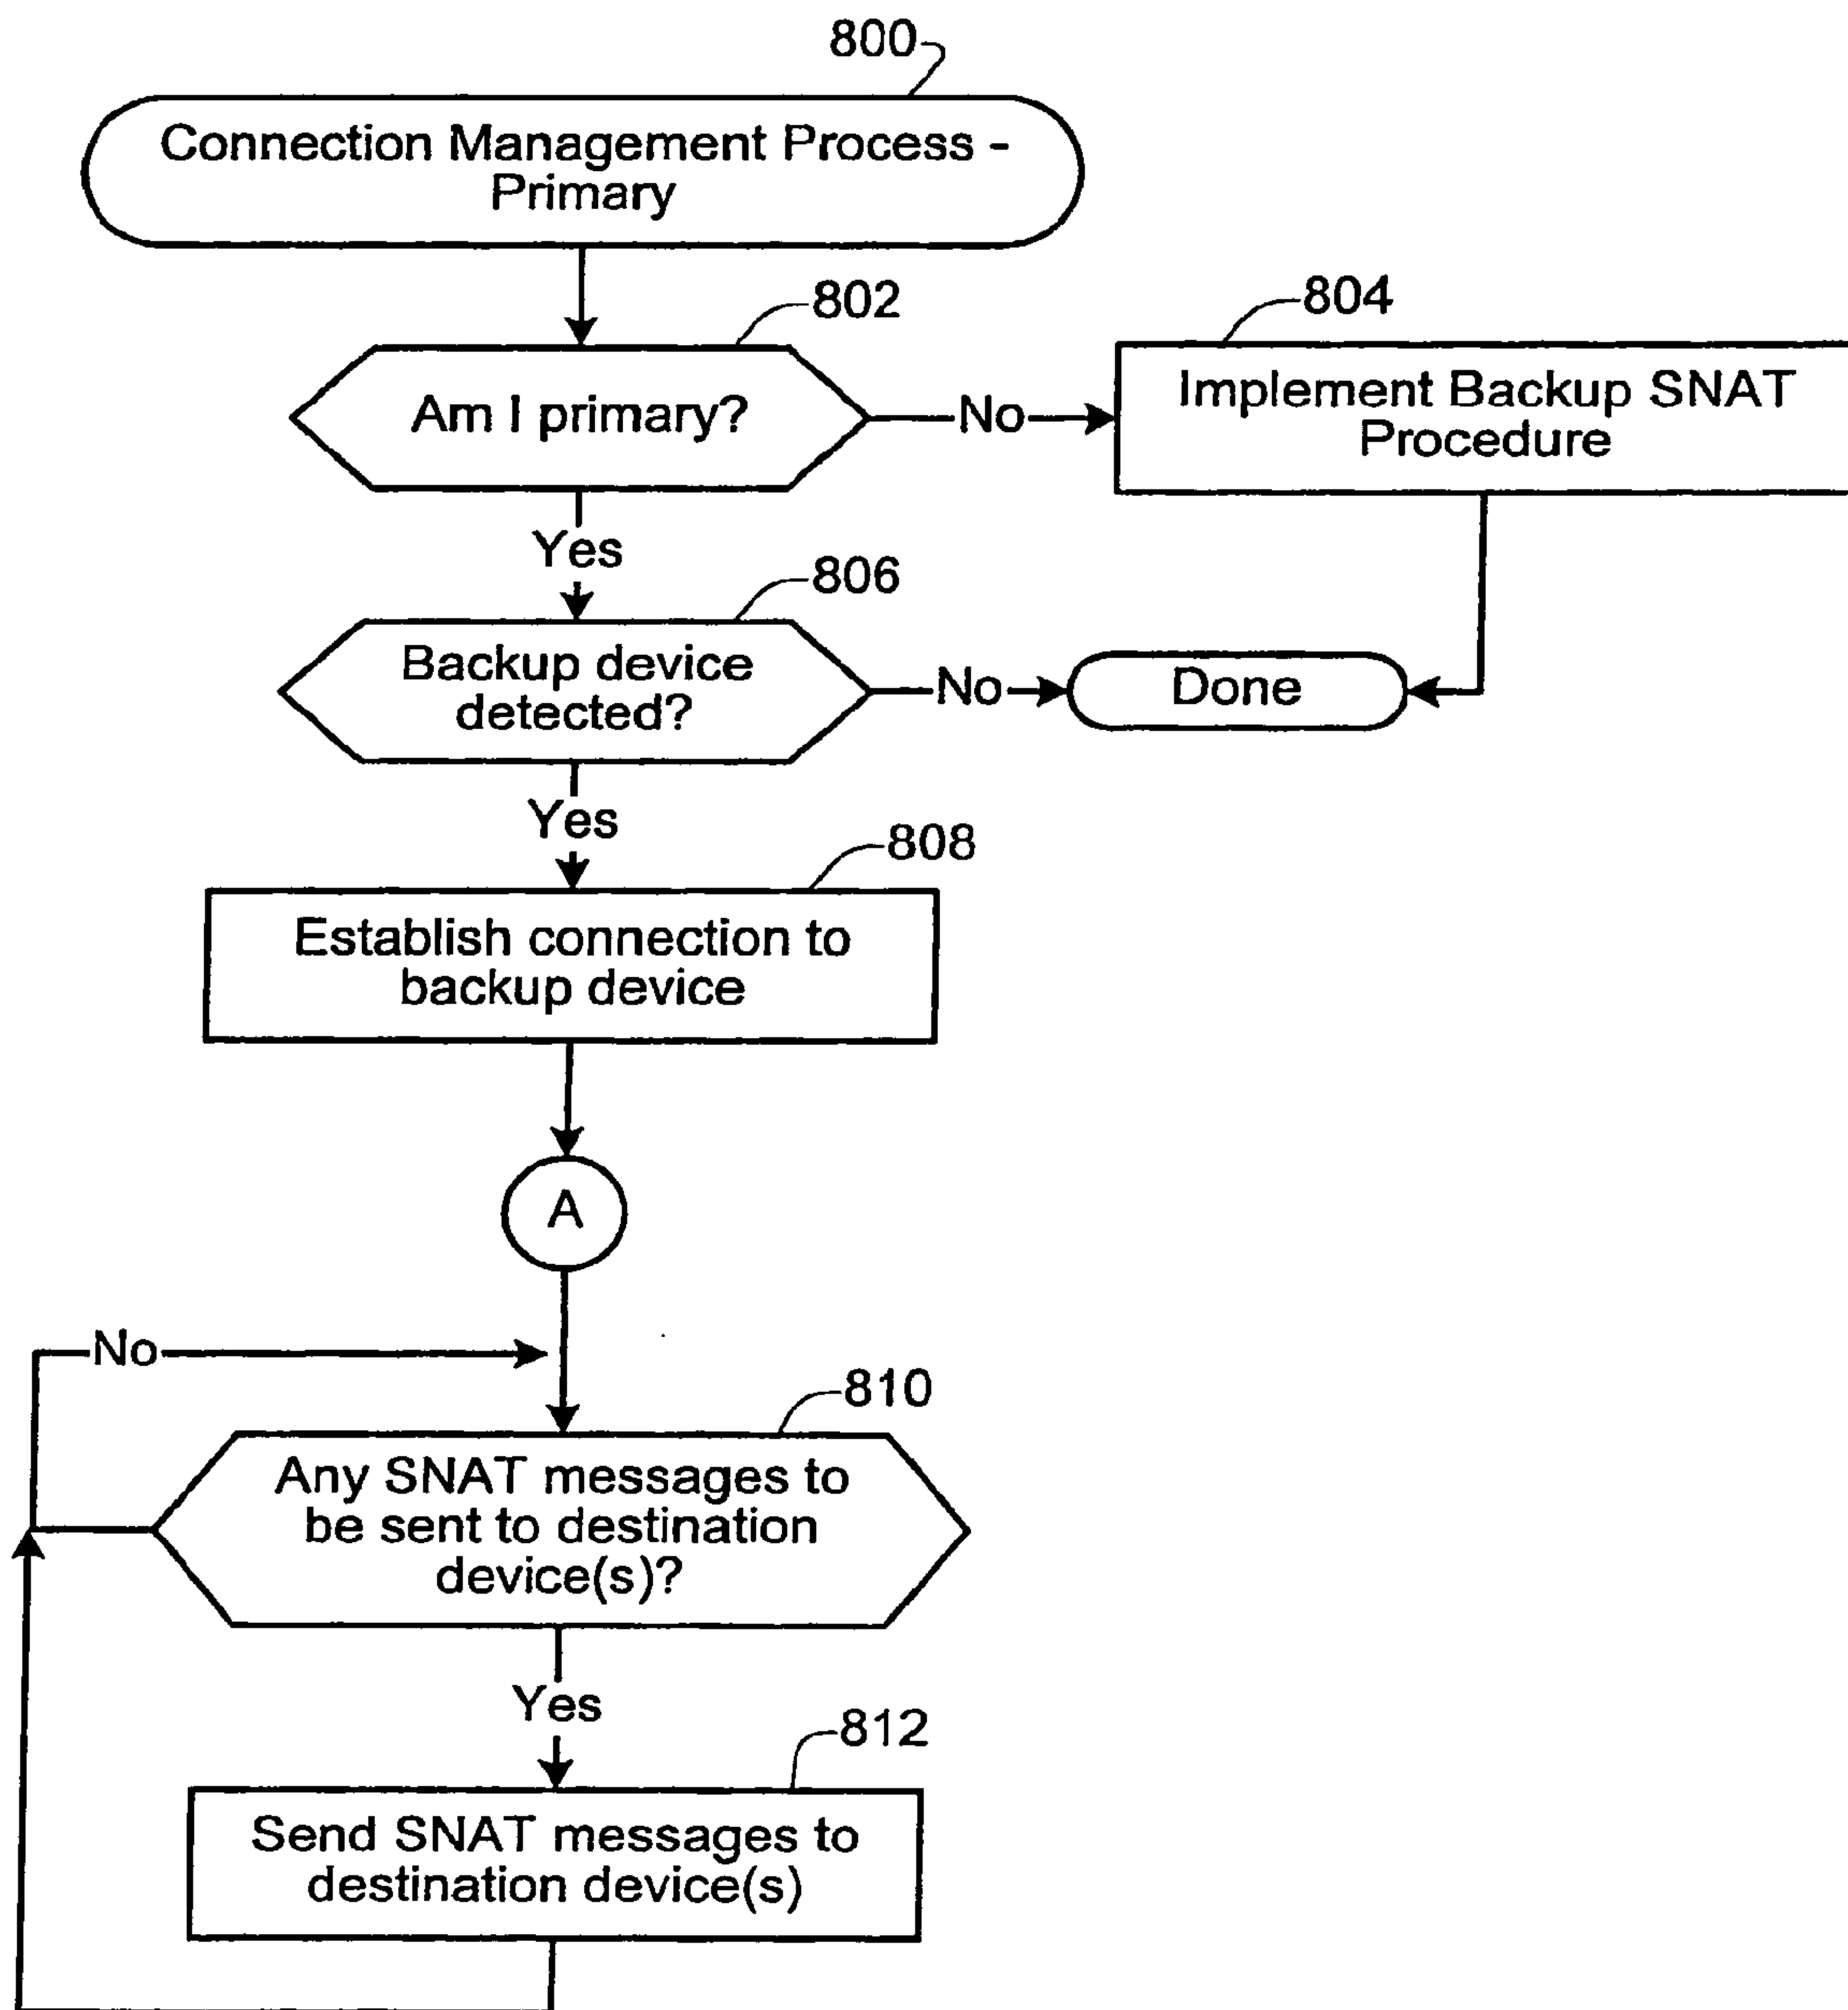 800
Connection Management Process -
Primary
802
804
Am I primary?
No
Implement Backup SNAT
Procedure
Yes
806
Backup device
detected?
No
Done
Yes
808
Establish connection to
backup device
A
No
810
Any SNAT messages to
be sent to destination
device(s)?
Yes
812
Send SNAT messages to
destination device(s)